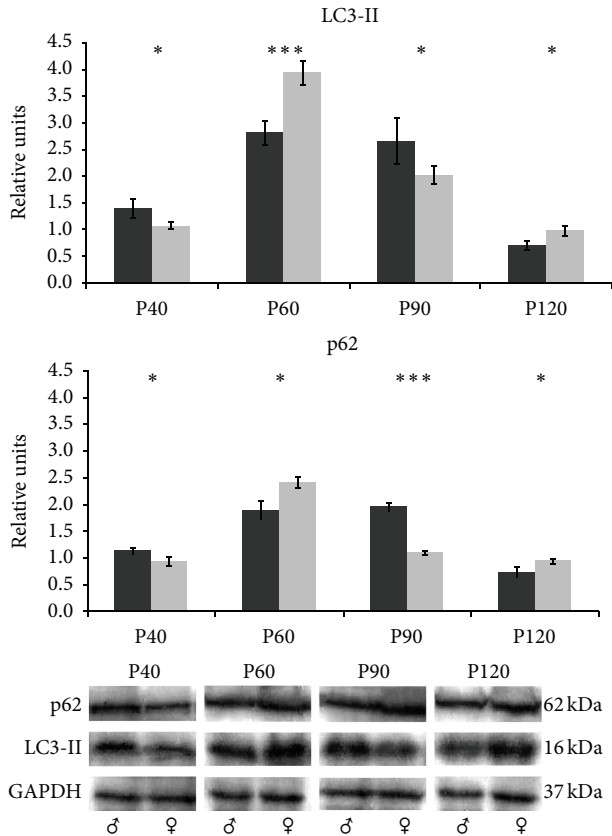 LC3-II
* *** * *
4.5
4.0
3.5
3.0
2.5
2.0
1.5
1.0
0.5
0.0
Relative units
P40 P60 P90 P120
p62
* * *** *
4.5
4.0
3.5
3.0
2.5
2.0
1.5
1.0
0.5
0.0
Relative units
P40 P60 P90 P120
P40 P60 P90 P120
p62 62 kDa
LC3-II 16 kDa
GAPDH 37 kDa
♂ ♀ ♂ ♀ ♂ ♀ ♂ ♀